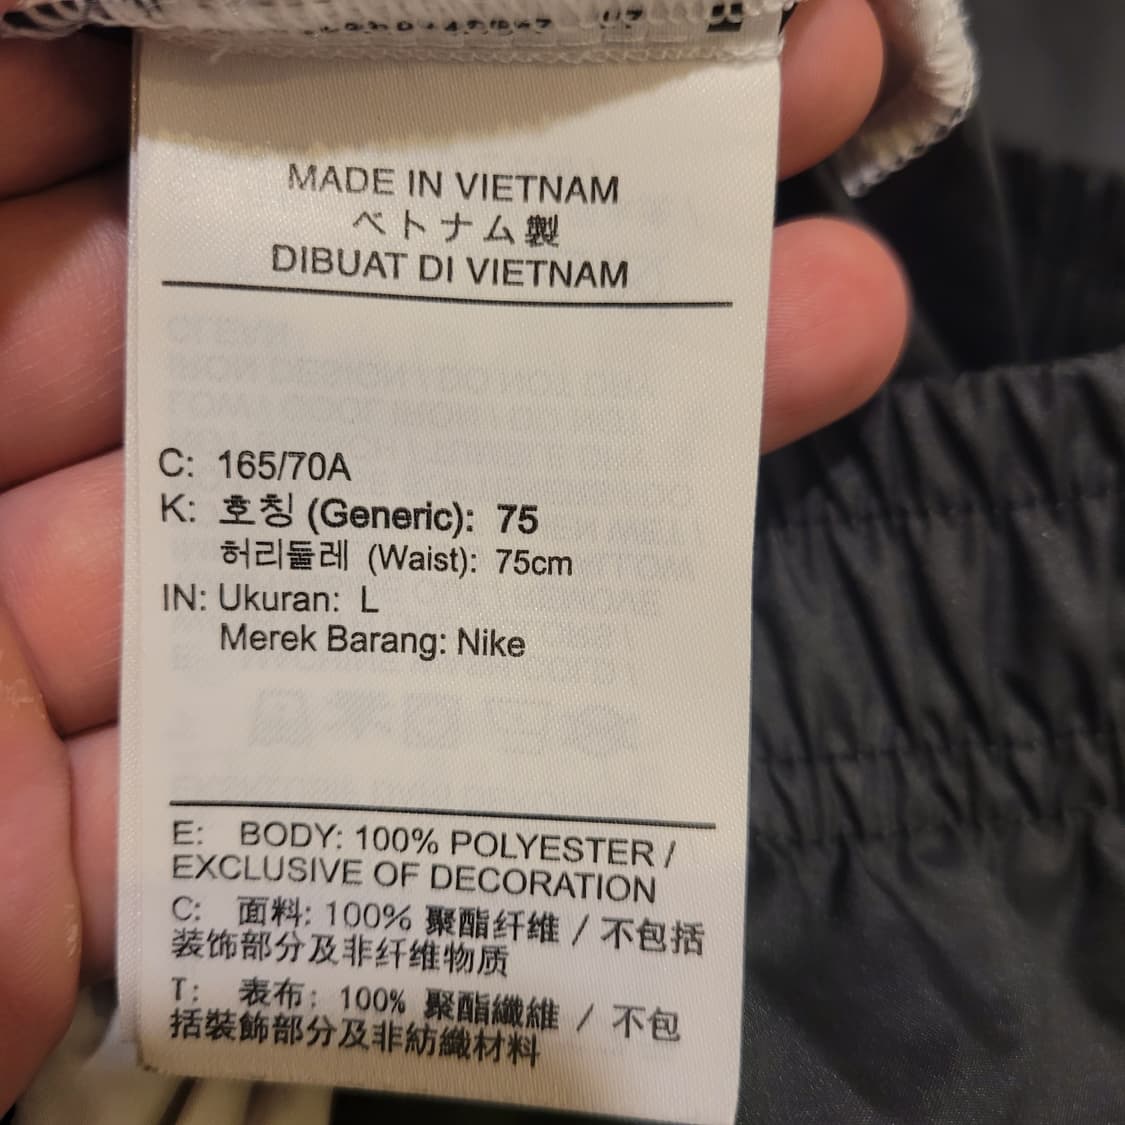 MADE IN VIETNAM
ベトナム製
DIBUAT DI VIETNAM
C: 165/70A
K: 호칭 (Generic): 75
허리둘레 (Waist): 75cm
IN: Ukuran: L
Merek Barang: Nike
E: BODY: 100% POLYESTER /
EXCLUSIVE OF DECORATION
C: 面料: 100% 聚酯纤维 / 不包括
装饰部分及非纤维物质
T: 表布: 100% 聚酯纖維 / 不包
括裝飾部分及非紡織材料